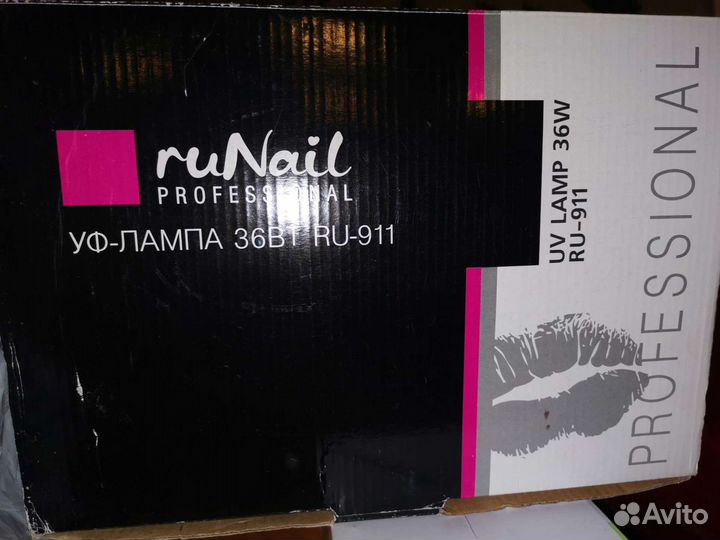 ruNail
PROFESSIONAL
УФ-ЛАМПА 36ВТ RU-911
UV LAMP 36W
RU-911
PROFESSIONAL
Avito